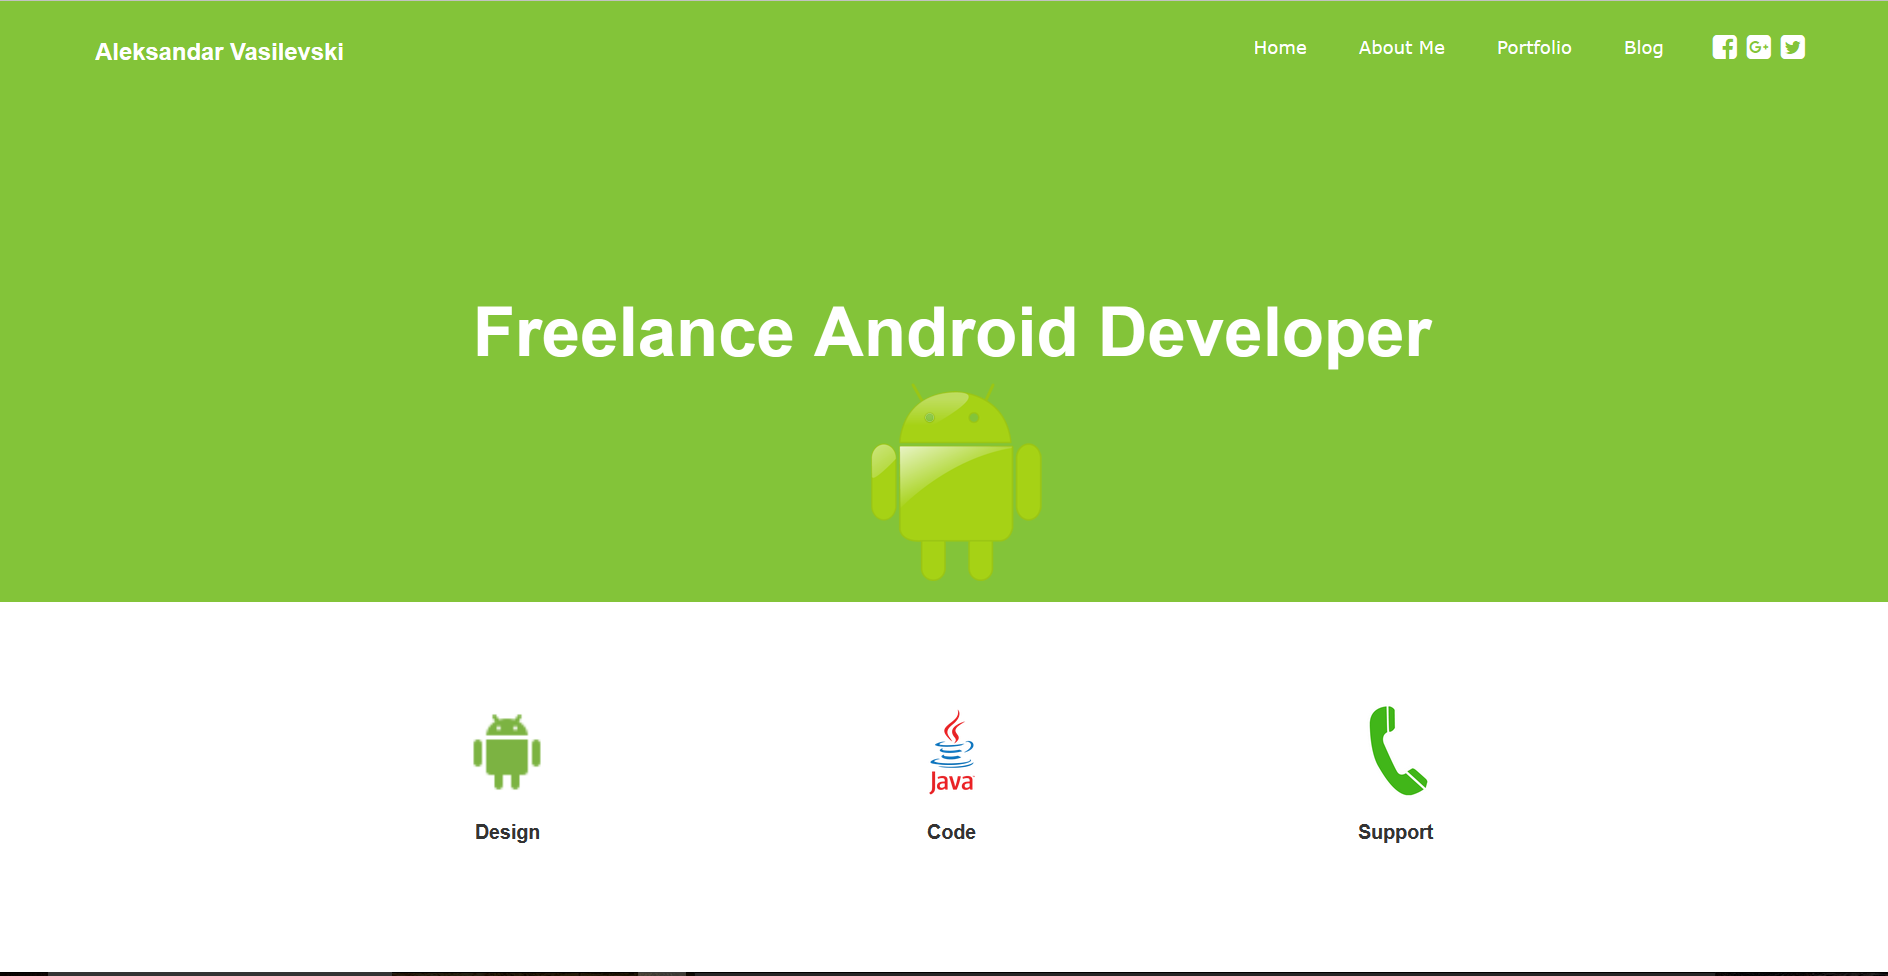 Aleksandar Vasilevski
Home About Me Portfolio Blog
Freelance Android Developer
Java
Design Code Support